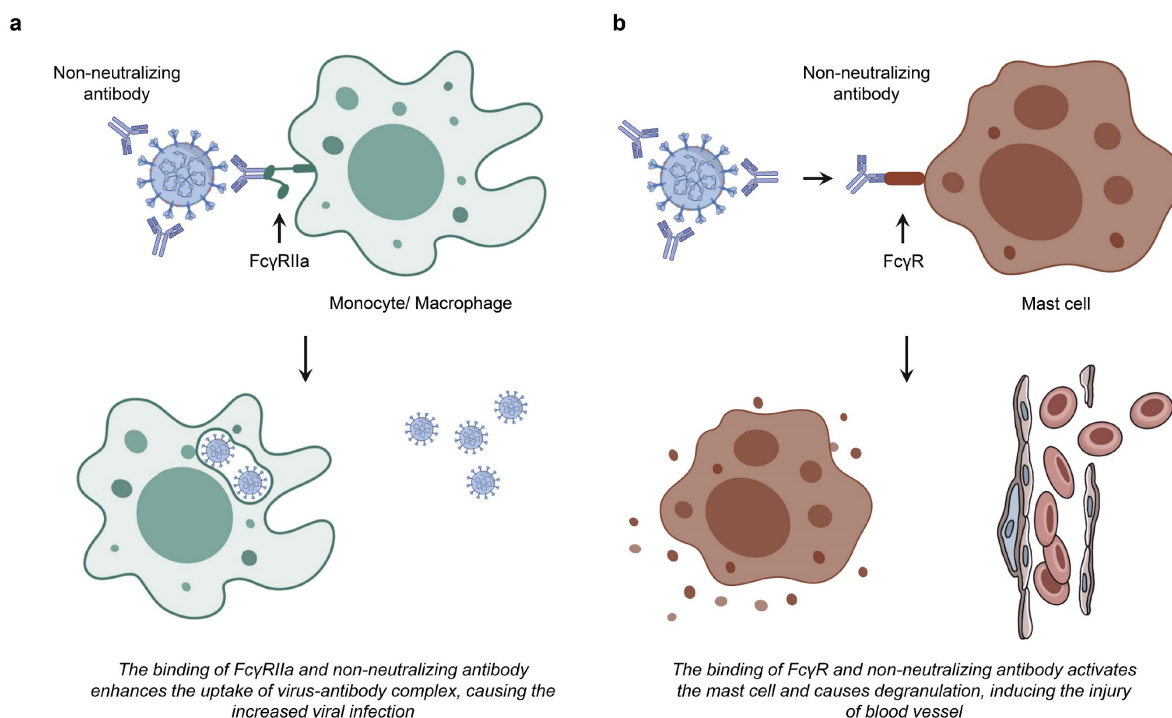 a
Non-neutralizing
antibody
FcγRIIa
Monocyte/ Macrophage
The binding of FcγRIIa and non-neutralizing antibody
enhances the uptake of virus-antibody complex, causing the
increased viral infection
b
Non-neutralizing
antibody
FcγR
Mast cell
The binding of FcγR and non-neutralizing antibody activates
the mast cell and causes degranulation, inducing the injury
of blood vessel